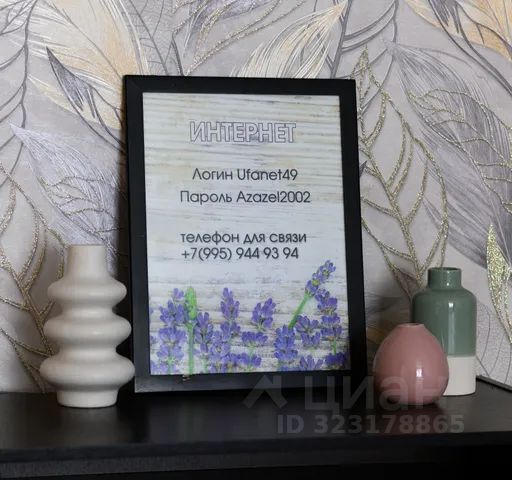 ИНТЕРНЕТ
Логин Ufanet49
Пароль Azazel2002
телефон для связи
+7(995) 944 93 94
циан
ID 323178865